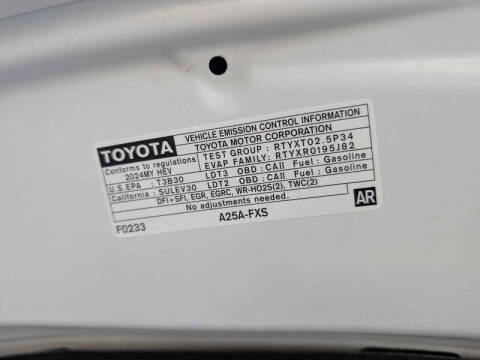 TOYOTA
VEHICLE EMISSION CONTROL INFORMATION
TOYOTA MOTOR CORPORATION
Conforms to regulations
2024MY HEV
TEST GROUP : RTYXT02.5P34
EVAP FAMILY: RTYXR0195J82
U.S.EPA : T3B30 LDT3 OBD : CAII Fuel : Gasoline
California : SULEV30 LDT2 OBD : CAII Fuel : Gasoline
DFI+SFI, EGR, EGRC, WR-HO2S(2), TWC(2)
No adjustments needed.
F0233 A25A-FXS AR